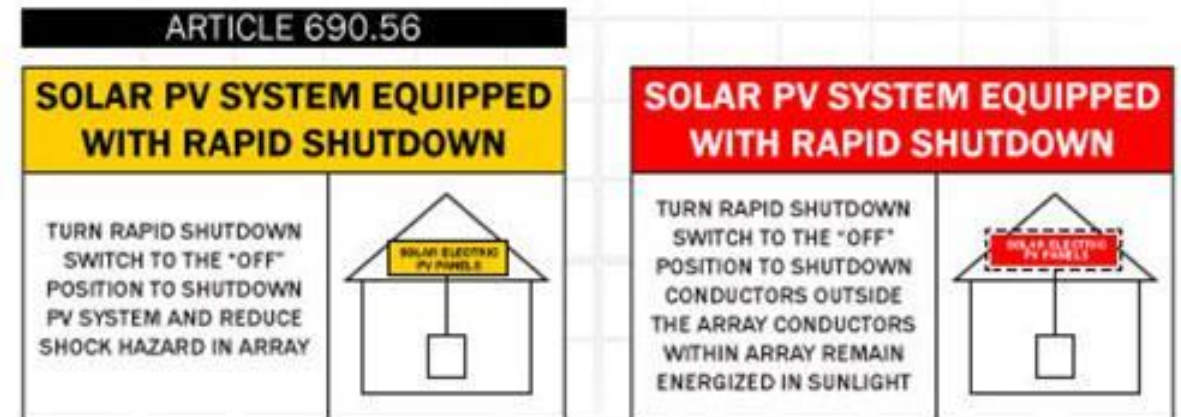 ARTICLE 690.56
SOLAR PV SYSTEM EQUIPPED
WITH RAPID SHUTDOWN
TURN RAPID SHUTDOWN
SWITCH TO THE "OFF"
POSITION TO SHUTDOWN
PV SYSTEM AND REDUCE
SHOCK HAZARD IN ARRAY
SOLAR ELECTRIC
PV PANELS
SOLAR PV SYSTEM EQUIPPED
WITH RAPID SHUTDOWN
TURN RAPID SHUTDOWN
SWITCH TO THE "OFF"
POSITION TO SHUTDOWN
CONDUCTORS OUTSIDE
THE ARRAY CONDUCTORS
WITHIN ARRAY REMAIN
ENERGIZED IN SUNLIGHT
SOLAR ELECTRIC
PV PANELS